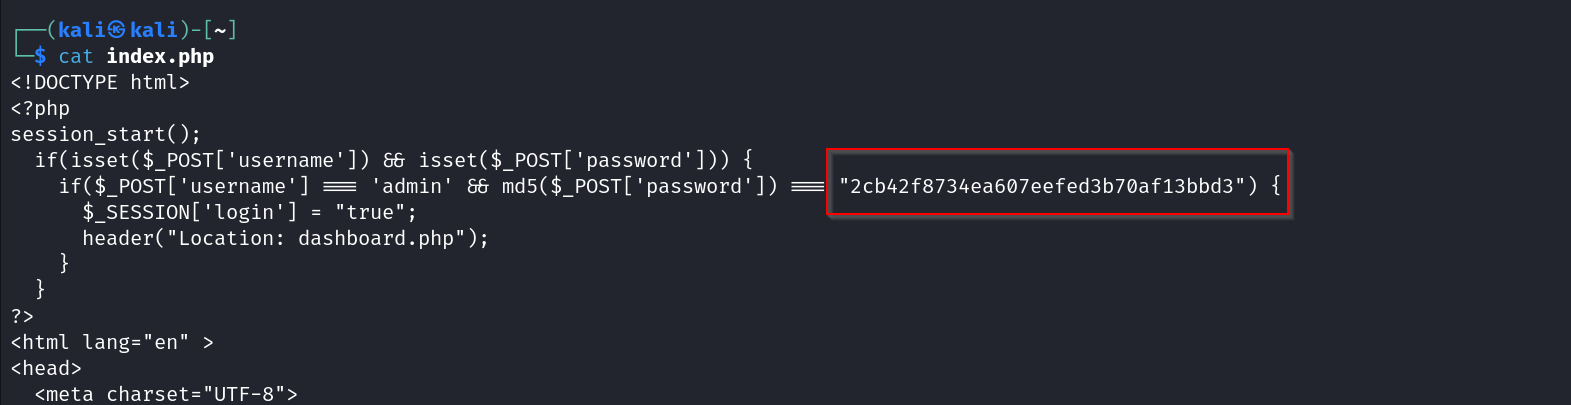 ┌──(kali㉿kali)-[~]
└─$ cat index.php
<!DOCTYPE html>
<?php
session_start();
  if(isset($_POST['username']) && isset($_POST['password'])) {
    if($_POST['username'] === 'admin' && md5($_POST['password']) === "2cb42f8734ea607eefed3b70af13bbd3") {
      $_SESSION['login'] = "true";
      header("Location: dashboard.php");
    }
  }
?>
<html lang="en" >
<head>
  <meta charset="UTF-8">